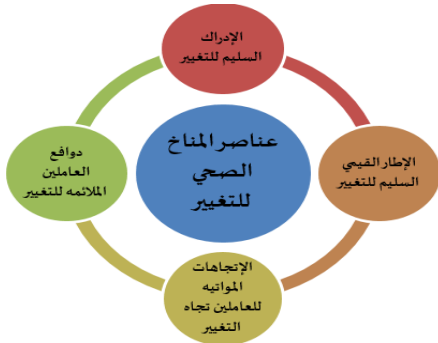 الإدراك
السليم للتغيير
عناصر المناخ
الصحي
للتغيير
الإطار القيمي
السليم للتغيير
الإتجاهات
المواتيه
للعاملين تجاه
التغيير
دوافع
العاملين
الملائمه للتغيير